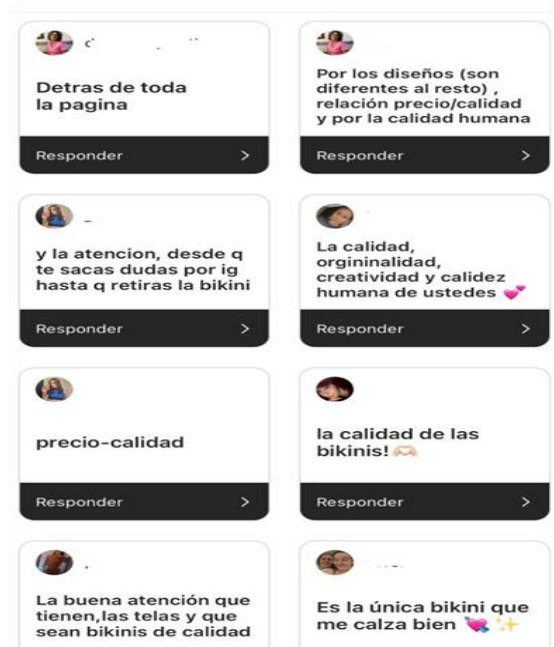 Detras de toda
la pagina
Responder >
Por los diseños (son
diferentes al resto) ,
relación precio/calidad
y por la calidad humana
Responder >
y la atencion, desde q
te sacas dudas por ig
hasta q retiras la bikini
Responder >
La calidad,
orgininalidad,
creatividad y calidez
humana de ustedes 💕
Responder >
precio-calidad
Responder >
la calidad de las
bikinis!🫶🏻
Responder >
La buena atención que
tienen,las telas y que
sean bikinis de calidad
Es la única bikini que
me calza bien 💘✨